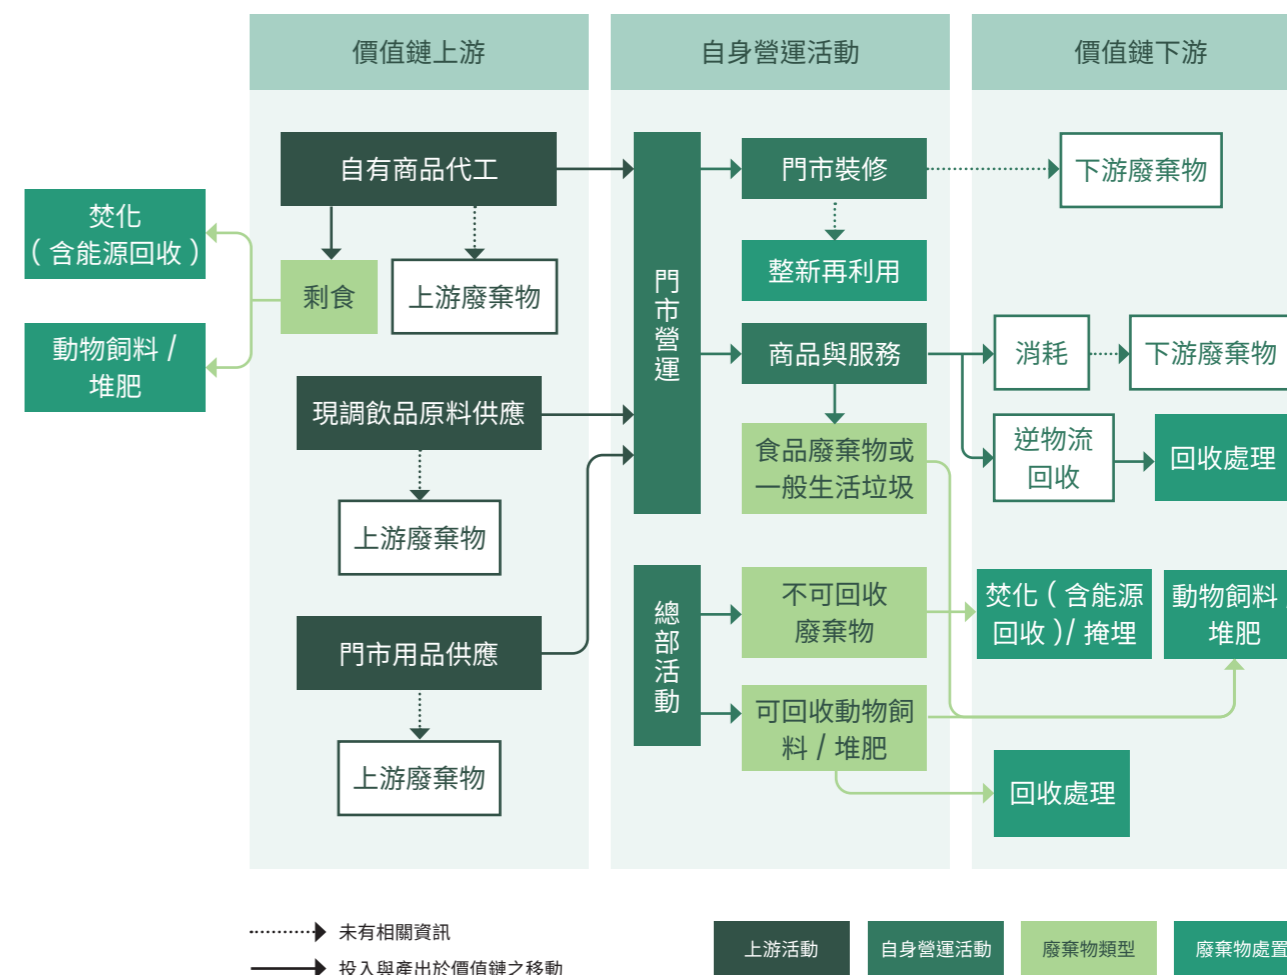 價值鏈上游
自身營運活動
價值鏈下游
焚化
( 含能源回收 )
動物飼料 /
堆肥
自有商品代工
剩食
上游廢棄物
現調飲品原料供應
上游廢棄物
門市用品供應
上游廢棄物
門市營運
門市裝修
整新再利用
商品與服務
食品廢棄物或
一般生活垃圾
總部活動
不可回收
廢棄物
可回收動物飼
料 / 堆肥
下游廢棄物
消耗
下游廢棄物
逆物流
回收
回收處理
焚化 ( 含能源
回收 )/ 掩埋
動物飼料
堆肥
回收處理
未有相關資訊
投入與產出於價值鏈之移動
上游活動
自身營運活動
廢棄物類型
廢棄物處置